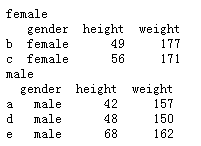 female
gender height weight
b female 49 177
c female 56 171
male
gender height weight
a male 42 157
d male 48 150
e male 68 162